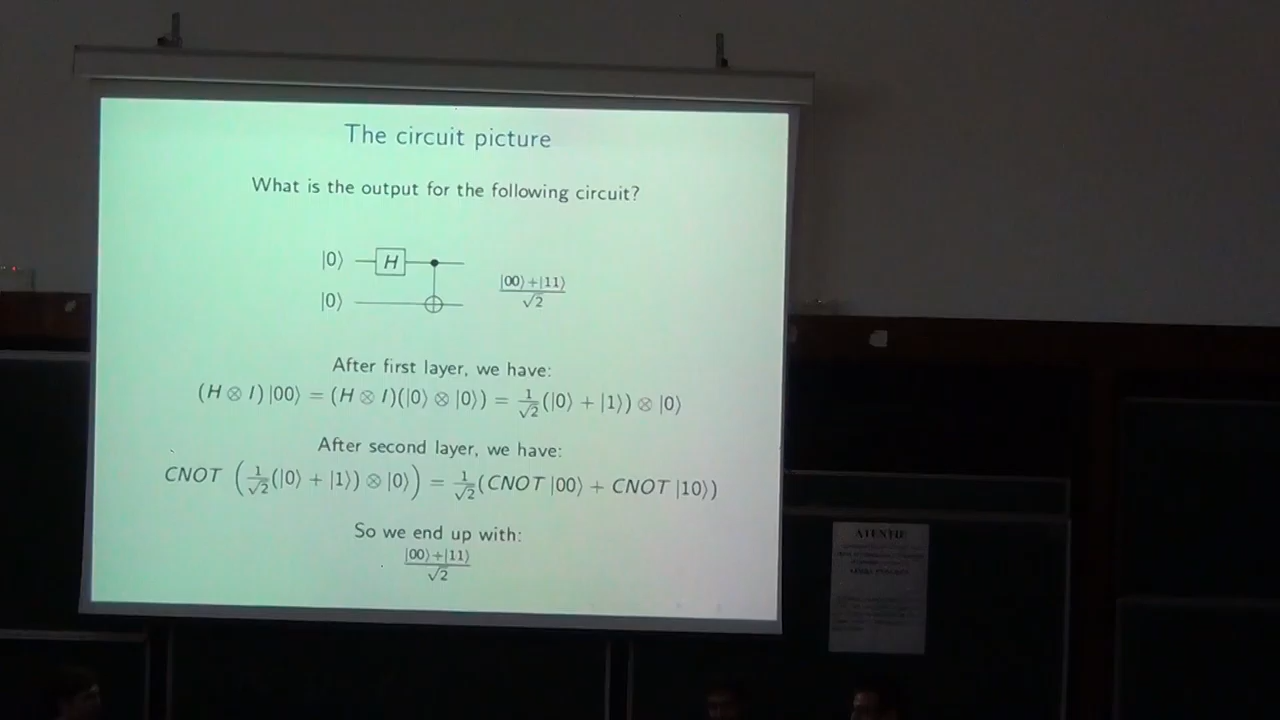 The circuit picture
What is the output for the following circuit?
|0⟩ H
|0⟩
|00⟩+|11⟩
√2
After first layer, we have:
(H ⊗ I) |00⟩ = (H ⊗ I)(|0⟩ ⊗ |0⟩) = 1/√2(|0⟩ + |1⟩) ⊗ |0⟩
After second layer, we have:
CNOT (1/√2(|0⟩ + |1⟩) ⊗ |0⟩) = 1/√2(CNOT |00⟩ + CNOT |10⟩)
So we end up with:
|00⟩+|11⟩
√2
ATENTIE